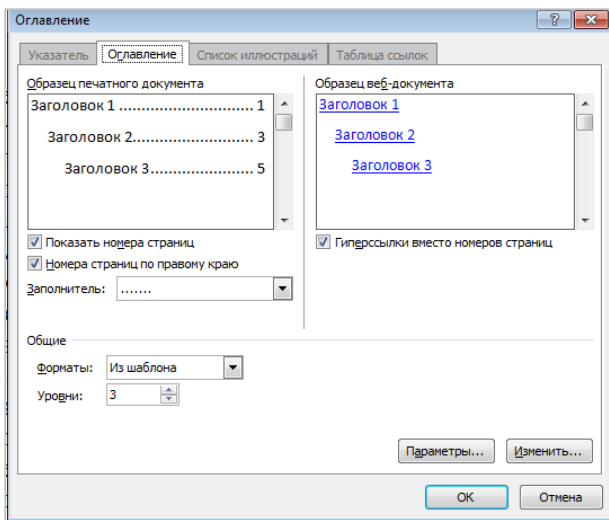 Оглавление
Указатель Оглавление Список иллюстраций Таблица ссылок
Образец печатного документа
Заголовок 1 ............................. 1
Заголовок 2......................... 3
Заголовок 3...................... 5
Показать номера страниц
Номера страниц по правому краю
Заполнитель: .......
Образец веб-документа
Заголовок 1
Заголовок 2
Заголовок 3
Гиперссылки вместо номеров страниц
Общие
Форматы: Из шаблона
Уровни: 3
Параметры... Изменить...
ОК Отмена